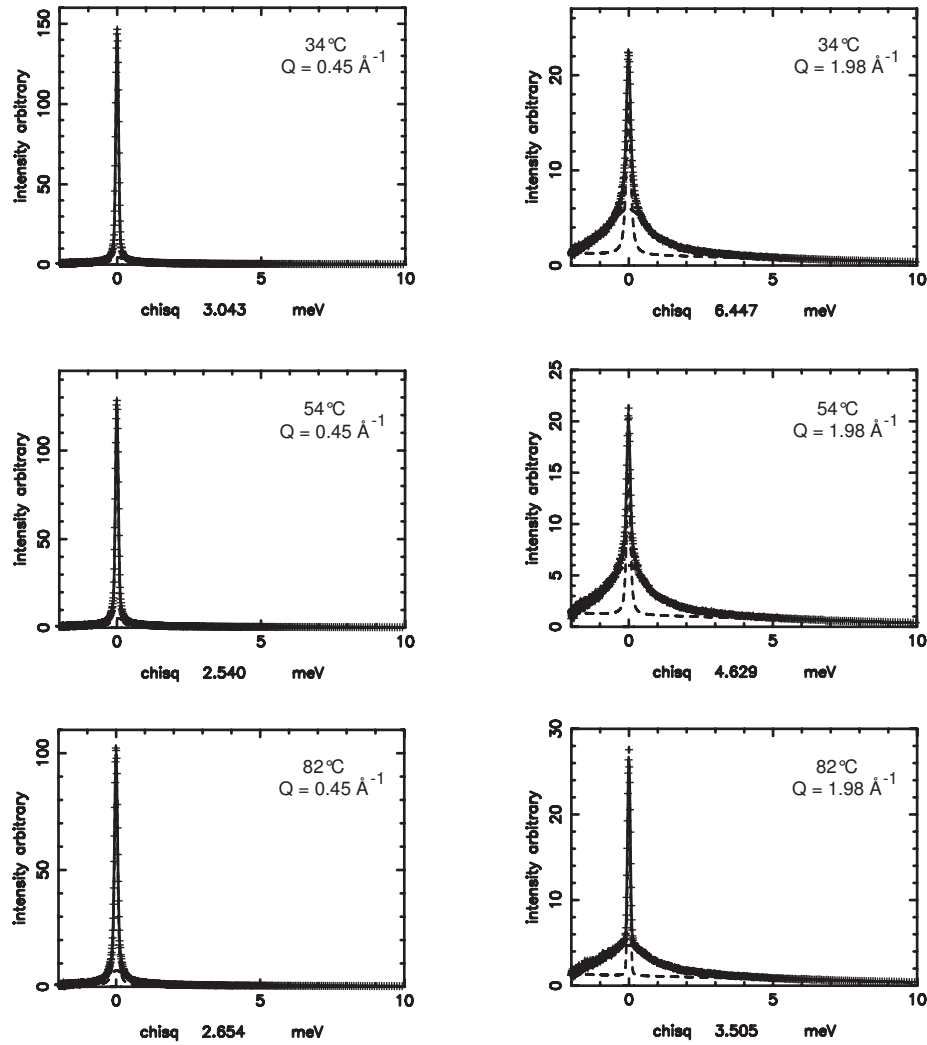 150
100
50
0
intensity arbitrary
34°C
Q = 0.45 Å-1
0 5 10
chisq 3.043 meV
20
10
0
intensity arbitrary
34°C
Q = 1.98 Å-1
0 5 10
chisq 6.447 meV
100
50
0
intensity arbitrary
54°C
Q = 0.45 Å-1
0 5 10
chisq 2.540 meV
25
20
15
10
5
0
intensity arbitrary
54°C
Q = 1.98 Å-1
0 5 10
chisq 4.629 meV
100
50
0
intensity arbitrary
82°C
Q = 0.45 Å-1
0 5 10
chisq 2.654 meV
30
20
10
0
intensity arbitrary
82°C
Q = 1.98 Å-1
0 5 10
chisq 3.505 meV